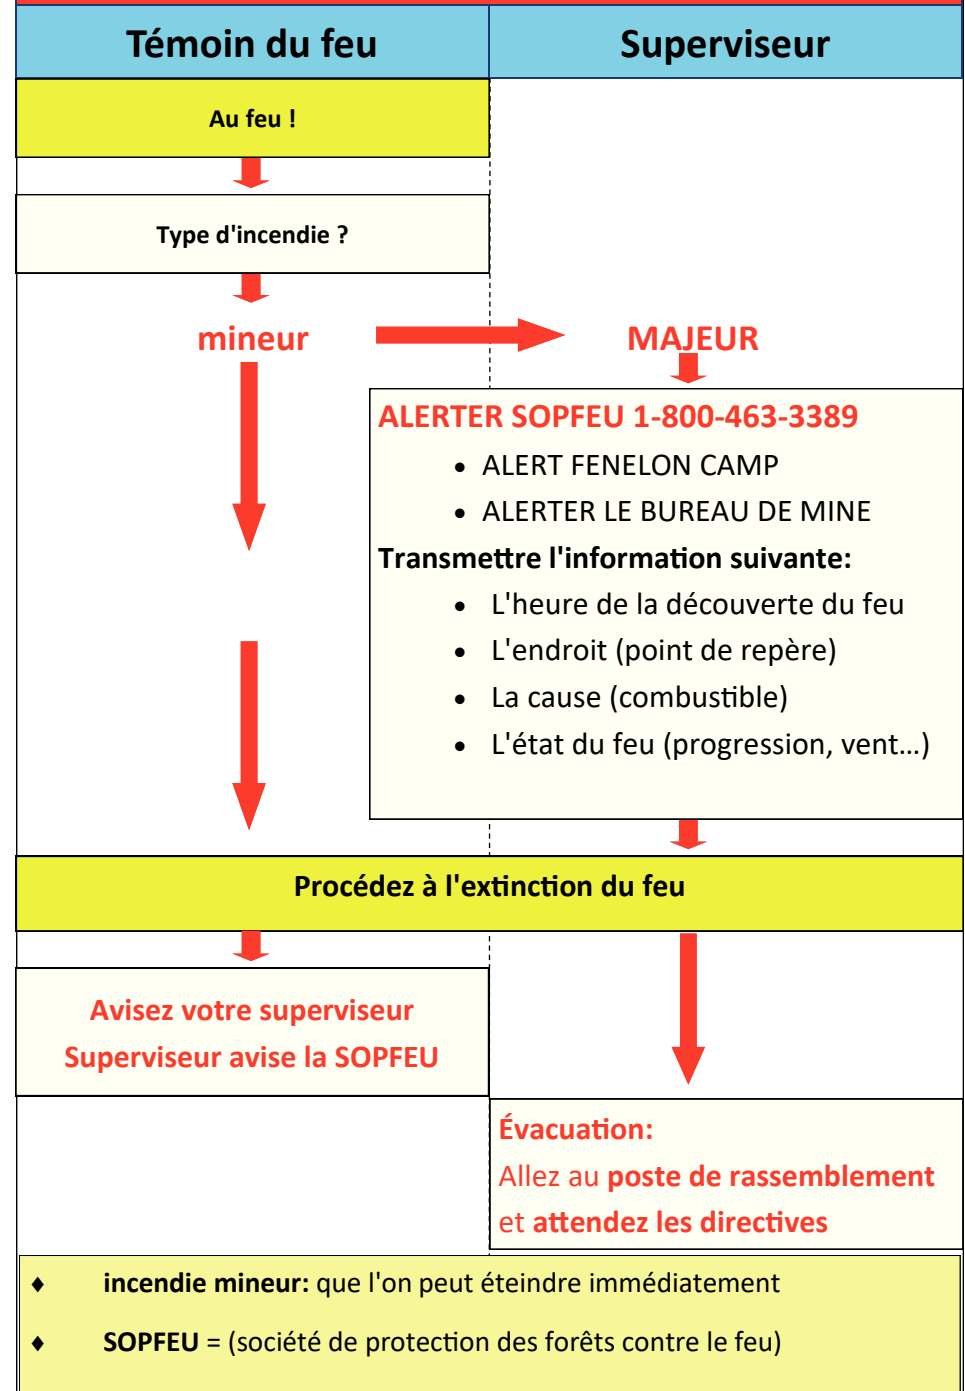 Témoin du feu
Superviseur
Au feu !
Type d'incendie ?
mineur
MAJEUR
ALERTER SOPFEU 1-800-463-3389
• ALERT FENELON CAMP
• ALERTER LE BUREAU DE MINE
Transmettre l'information suivante:
• L'heure de la découverte du feu
• L'endroit (point de repère)
• La cause (combustible)
• L'état du feu (progression, vent…)
Procédez à l'extinction du feu
Avisez votre superviseur
Superviseur avise la SOPFEU
Évacuation:
Allez au poste de rassemblement
et attendez les directives
♦ incendie mineur: que l'on peut éteindre immédiatement
♦ SOPFEU = (société de protection des forêts contre le feu)